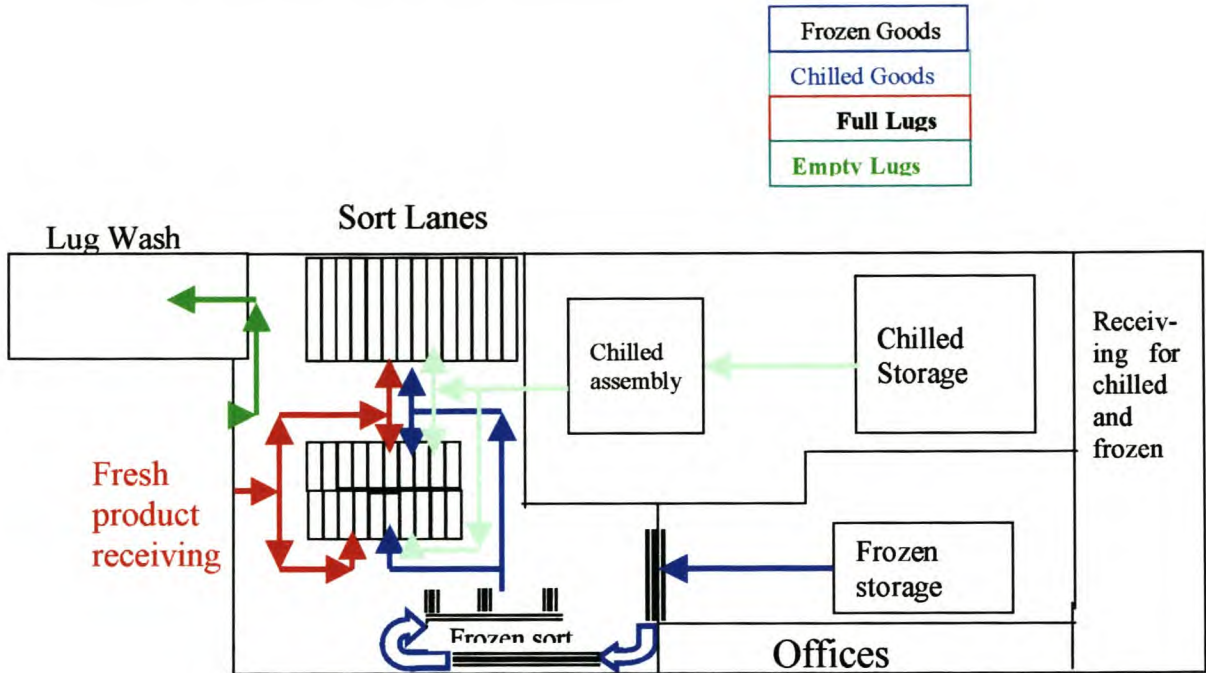 Frozen Goods
Chilled Goods
Full Lugs
Empty Lugs
Sort Lanes
Lug Wash
Chilled
assembly
Chilled
Storage
Receiv-
ing for
chilled
and
frozen
Fresh
product
receiving
Frozen
storage
Frozen sort
Offices